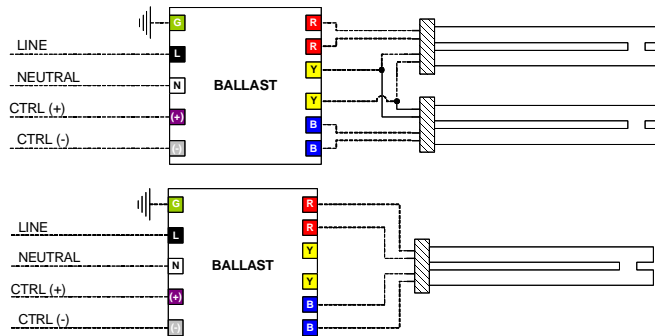 G
R
LINE
L
R
Y
NEUTRAL
N
BALLAST
CTRL (+)
(+)
Y
B
CTRL (-)
(-)
B
G
R
LINE
L
R
Y
NEUTRAL
N
BALLAST
CTRL (+)
(+)
Y
B
CTRL (-)
(-)
B